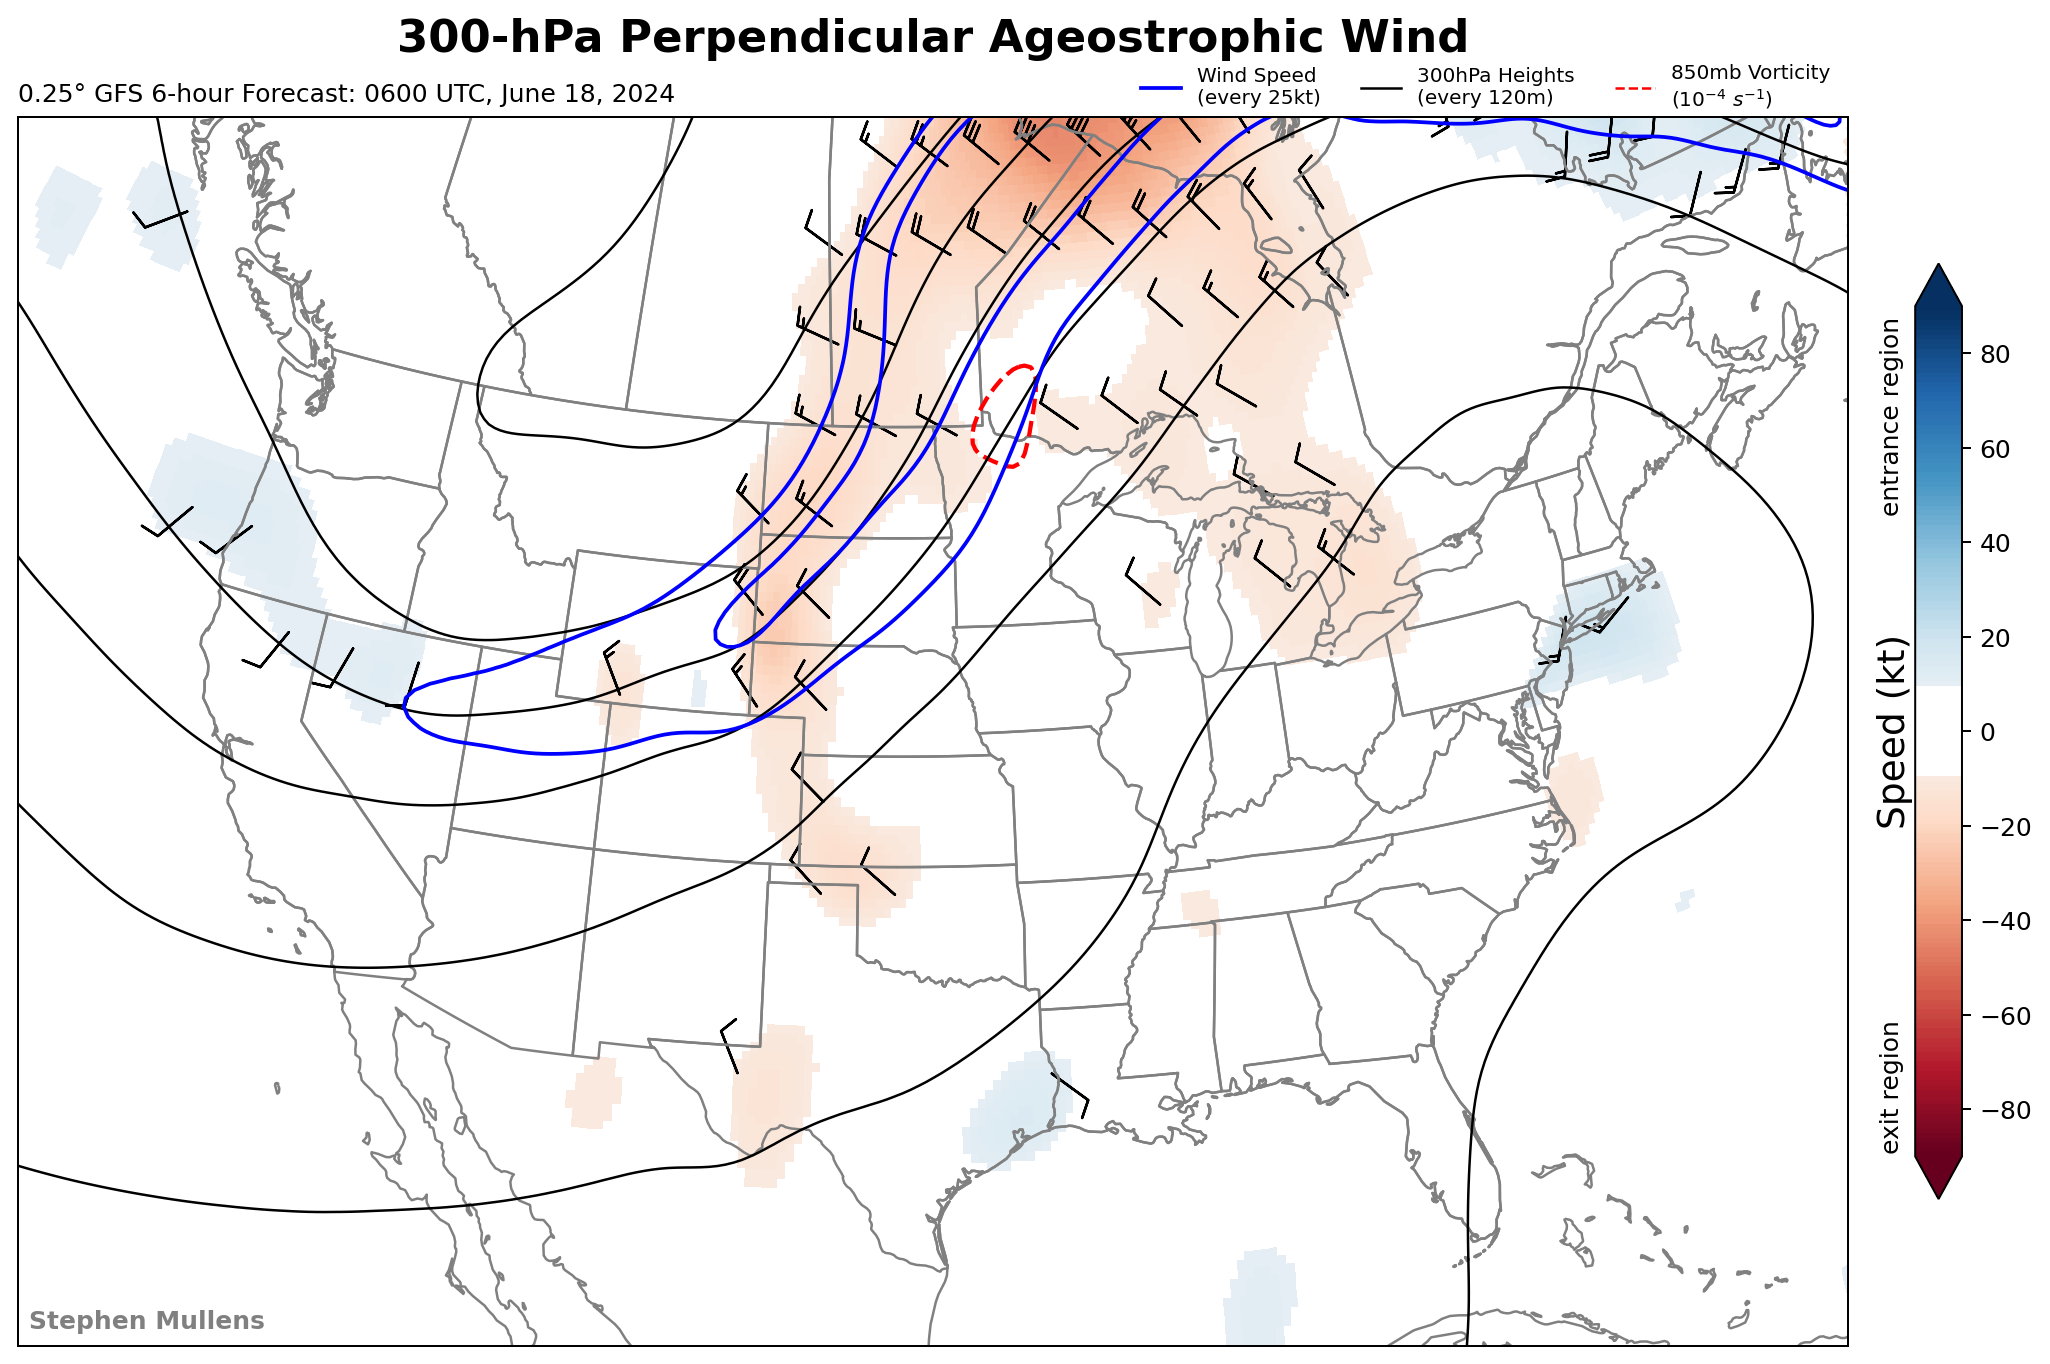 300-hPa Perpendicular Ageostrophic Wind
0.25° GFS 6-hour Forecast: 0600 UTC, June 18, 2024
Wind Speed
(every 25kt)
300hPa Heights
(every 120m)
850mb Vorticity
(10⁻⁴ s⁻¹)
entrance region
Speed (kt)
exit region
80
60
40
20
0
−20
−40
−60
−80
Stephen Mullens